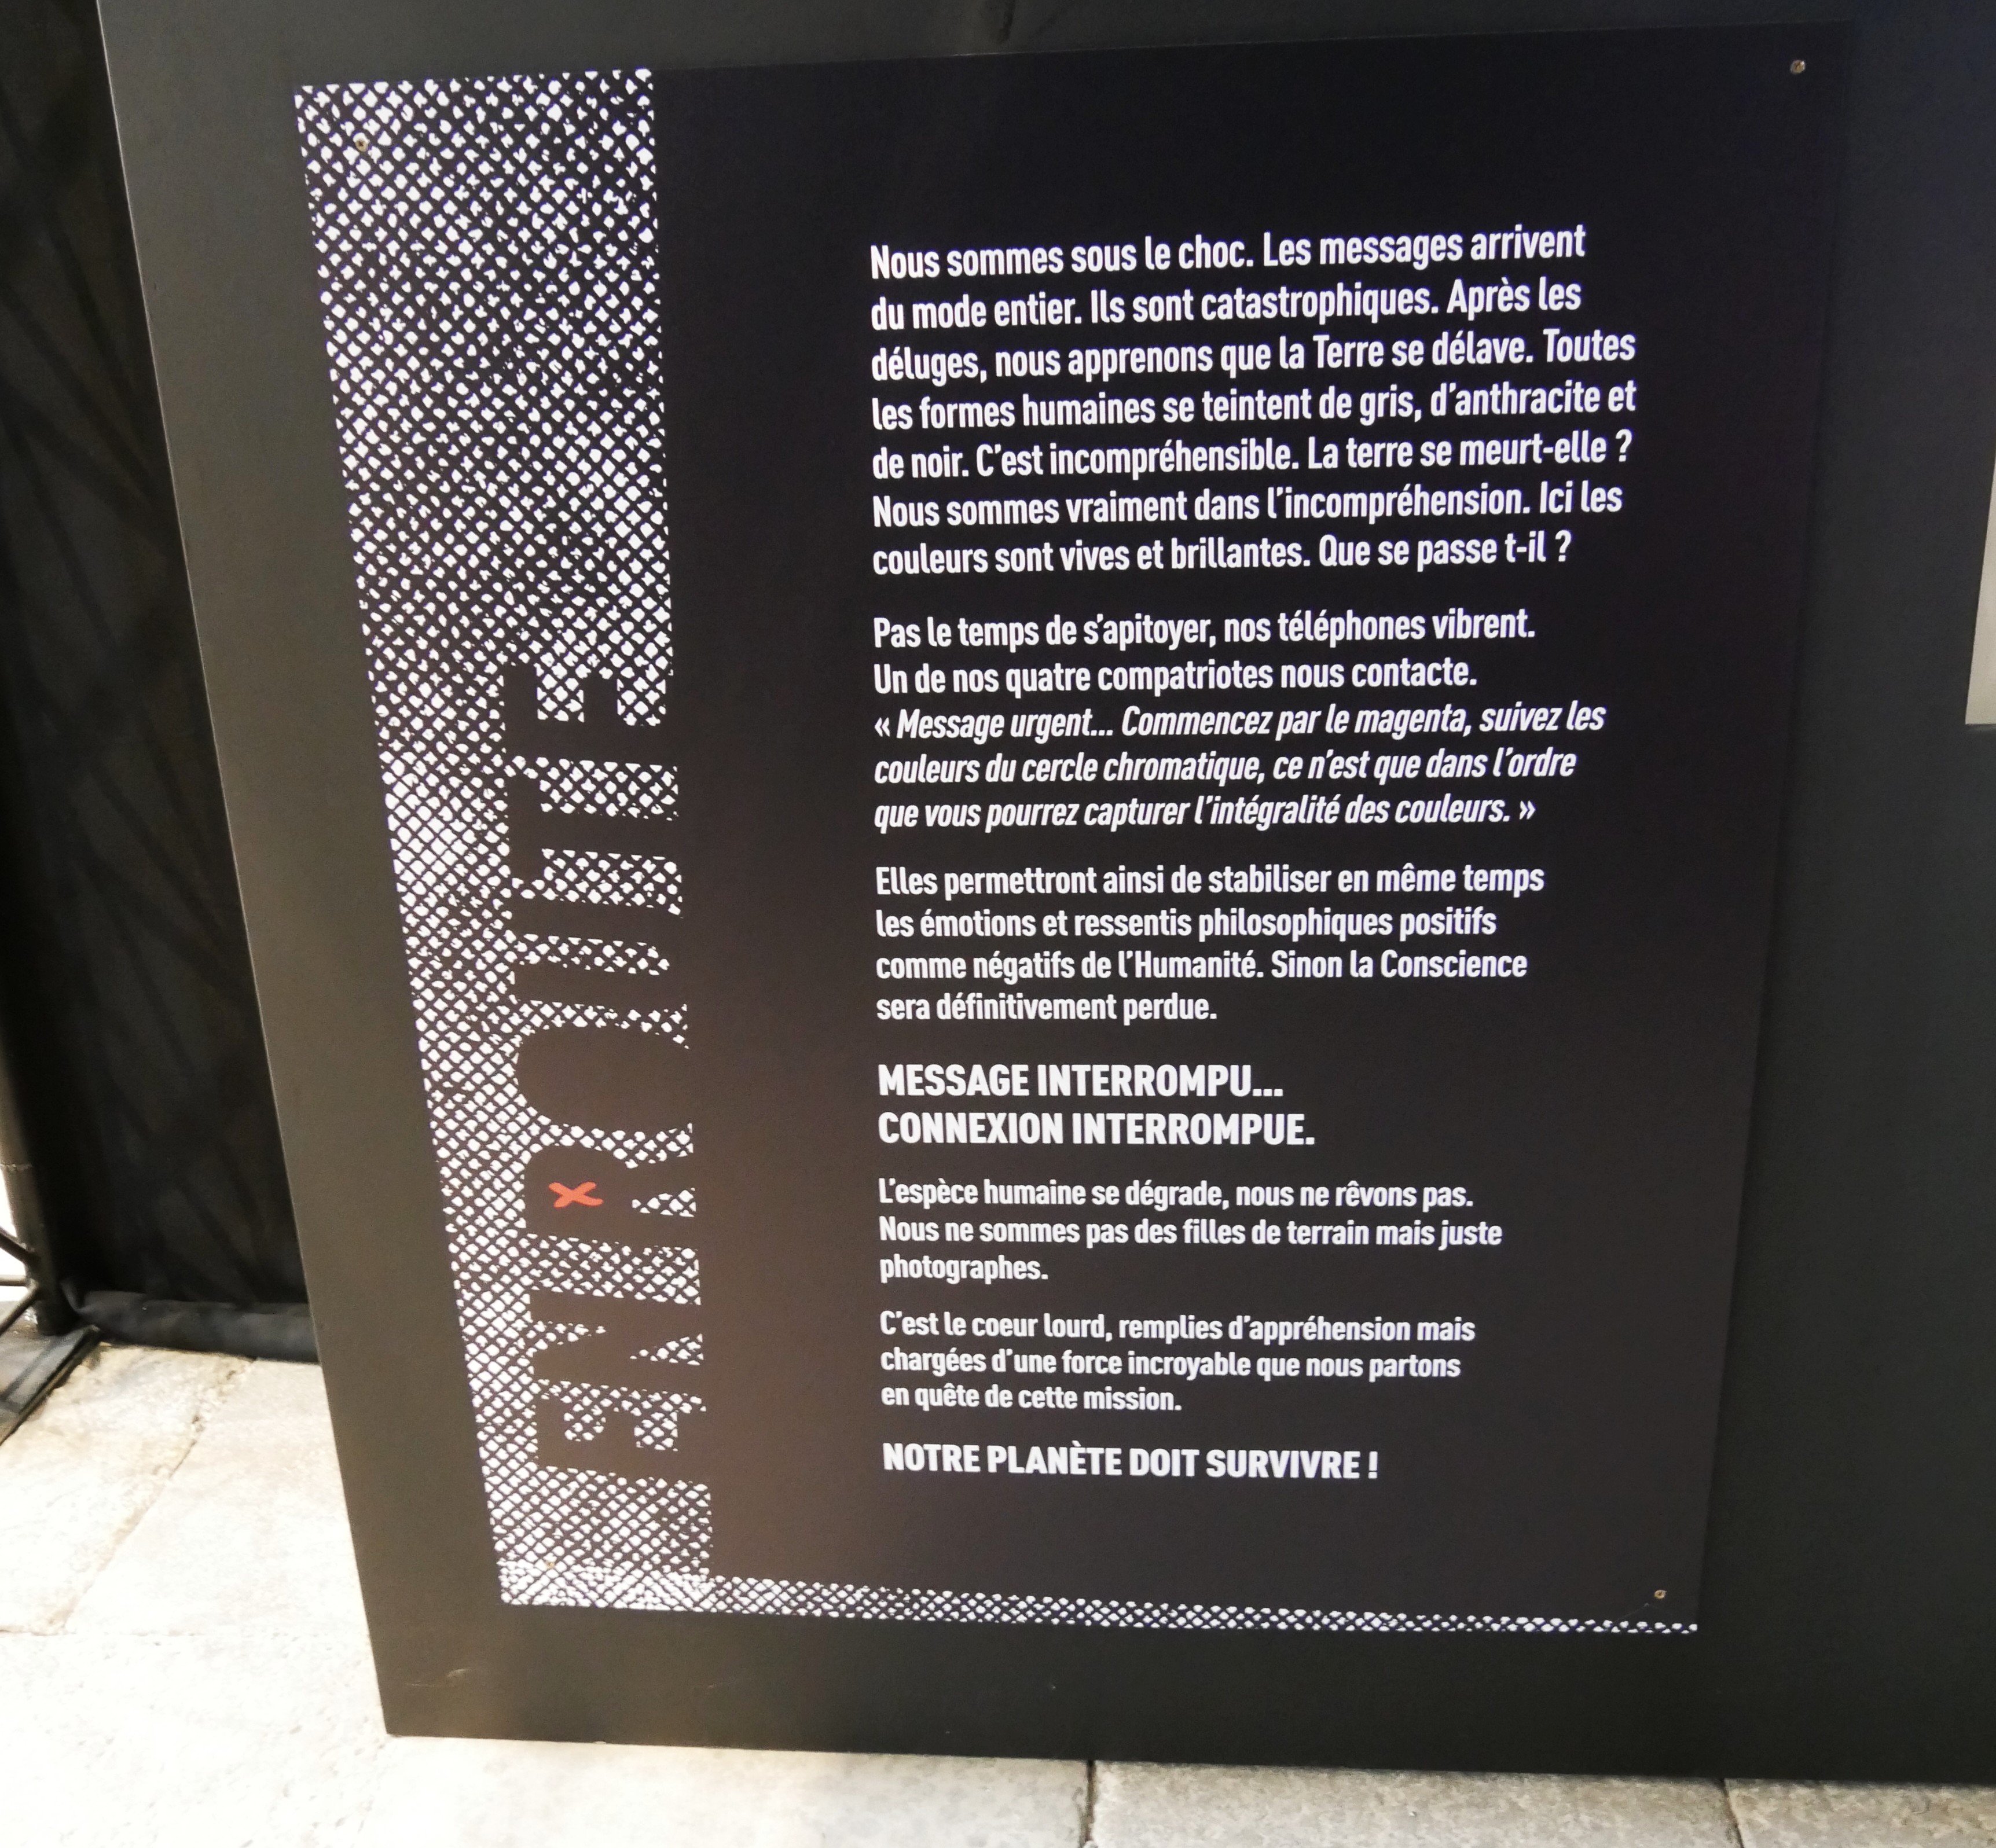 EN ROUTE
Nous sommes sous le choc. Les messages arrivent
du mode entier. Ils sont catastrophiques. Après les
déluges, nous apprenons que la Terre se délave. Toutes
les formes humaines se teintent de gris, d'anthracite et
de noir. C'est incompréhensible. La terre se meurt-elle ?
Nous sommes vraiment dans l'incompréhension. Ici les
couleurs sont vives et brillantes. Que se passe t-il ?
Pas le temps de s'apitoyer, nos téléphones vibrent.
Un de nos quatre compatriotes nous contacte.
« Message urgent... Commencez par le magenta, suivez les
couleurs du cercle chromatique, ce n'est que dans l'ordre
que vous pourrez capturer l'intégralité des couleurs. »
Elles permettront ainsi de stabiliser en même temps
les émotions et ressentis philosophiques positifs
comme négatifs de l'Humanité. Sinon la Conscience
sera définitivement perdue.
MESSAGE INTERROMPU...
CONNEXION INTERROMPUE.
L'espèce humaine se dégrade, nous ne rêvons pas.
Nous ne sommes pas des filles de terrain mais juste
photographes.
C'est le coeur lourd, remplies d'appréhension mais
chargées d'une force incroyable que nous partons
en quête de cette mission.
NOTRE PLANÈTE DOIT SURVIVRE !